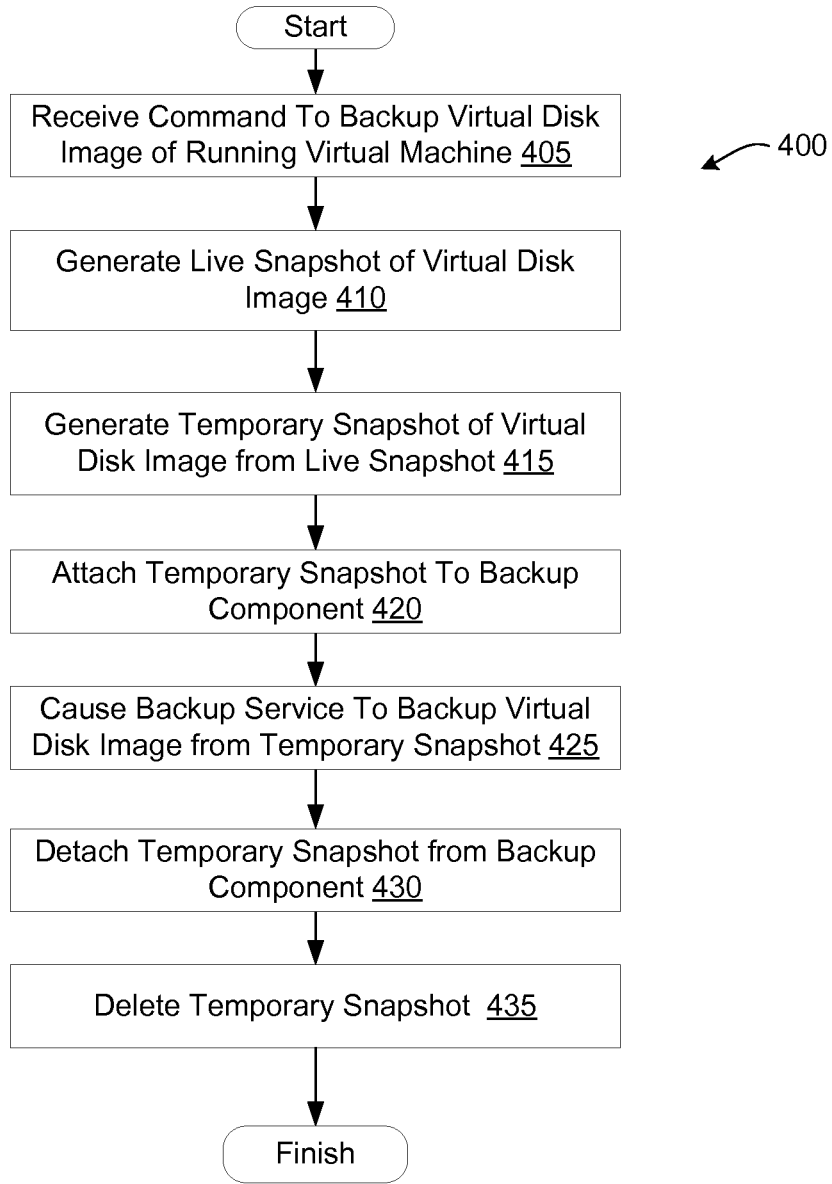 Start
Receive Command To Backup Virtual Disk
Image of Running Virtual Machine 405
400
Generate Live Snapshot of Virtual Disk
Image 410
Generate Temporary Snapshot of Virtual
Disk Image from Live Snapshot 415
Attach Temporary Snapshot To Backup
Component 420
Cause Backup Service To Backup Virtual
Disk Image from Temporary Snapshot 425
Detach Temporary Snapshot from Backup
Component 430
Delete Temporary Snapshot 435
Finish